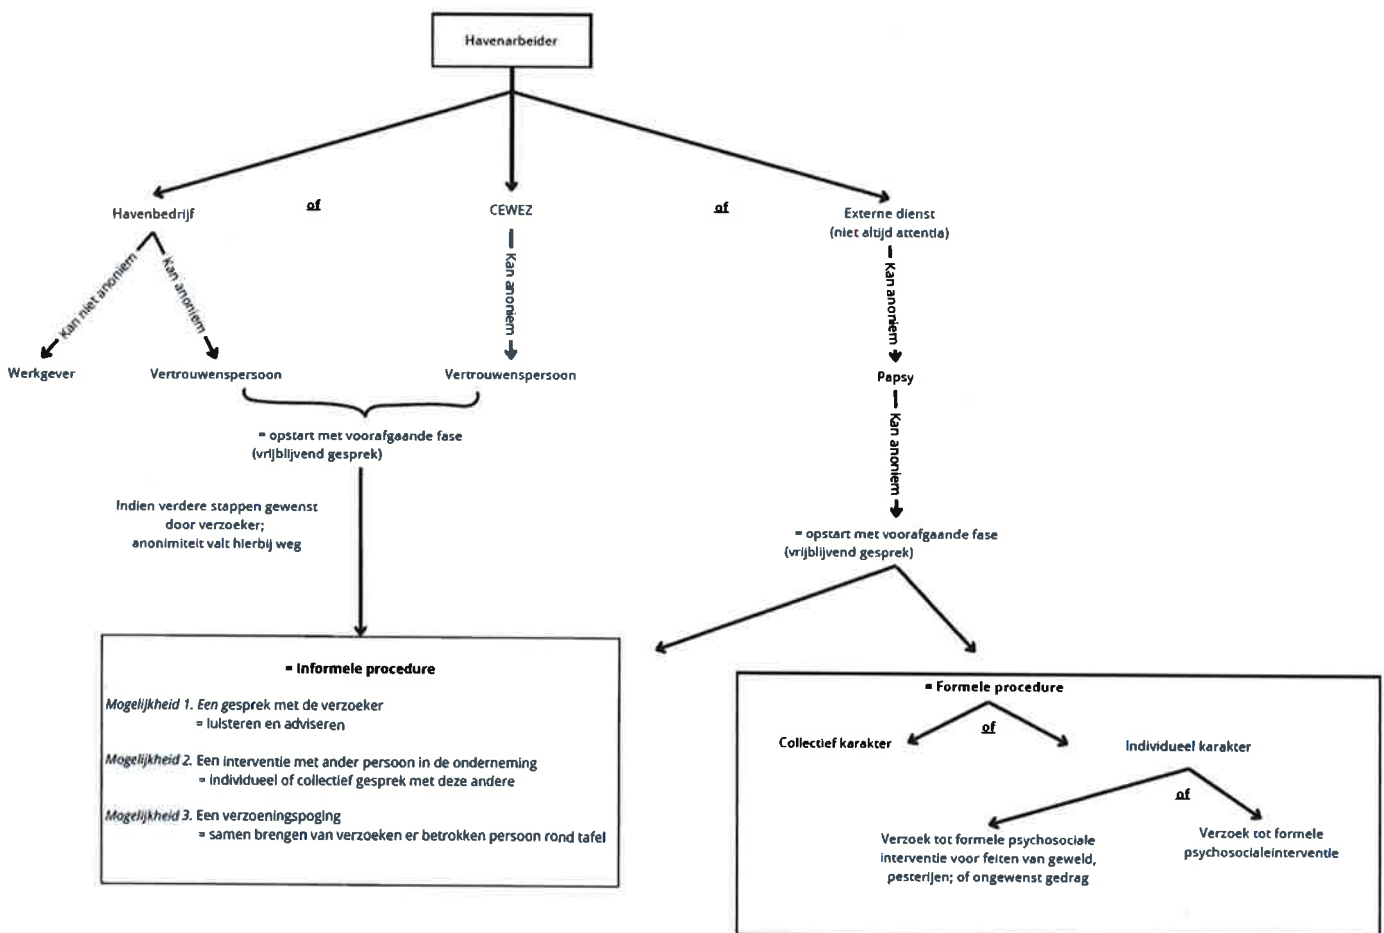 Havenarbeider
Havenbedrijf
of
CEWEZ
of
Externe dienst
(niet altijd attentia)
Kan niet anoniem
Kan anoniem
Kan anoniem
Kan anoniem
Werkgever
Vertrouwenspersoon
Vertrouwenspersoon
Papsy
Kan anoniem
= opstart met voorafgaande fase
(vrijblijvend gesprek)
Indien verdere stappen gewenst
door verzoeker;
anonimiteit valt hierbij weg
= opstart met voorafgaande fase
(vrijblijvend gesprek)
= Informele procedure
Mogelijkheid 1. Een gesprek met de verzoeker
= luisteren en adviseren
Mogelijkheid 2. Een interventie met ander persoon in de onderneming
= individueel of collectief gesprek met deze andere
Mogelijkheid 3. Een verzoeningspoging
= samen brengen van verzoeken er betrokken persoon rond tafel
= Formele procedure
of
Collectief karakter
Individueel karakter
of
Verzoek tot formele psychosociale
interventie voor feiten van geweld,
pesterijen; of ongewenst gedrag
Verzoek tot formele
psychosocialeinterventie